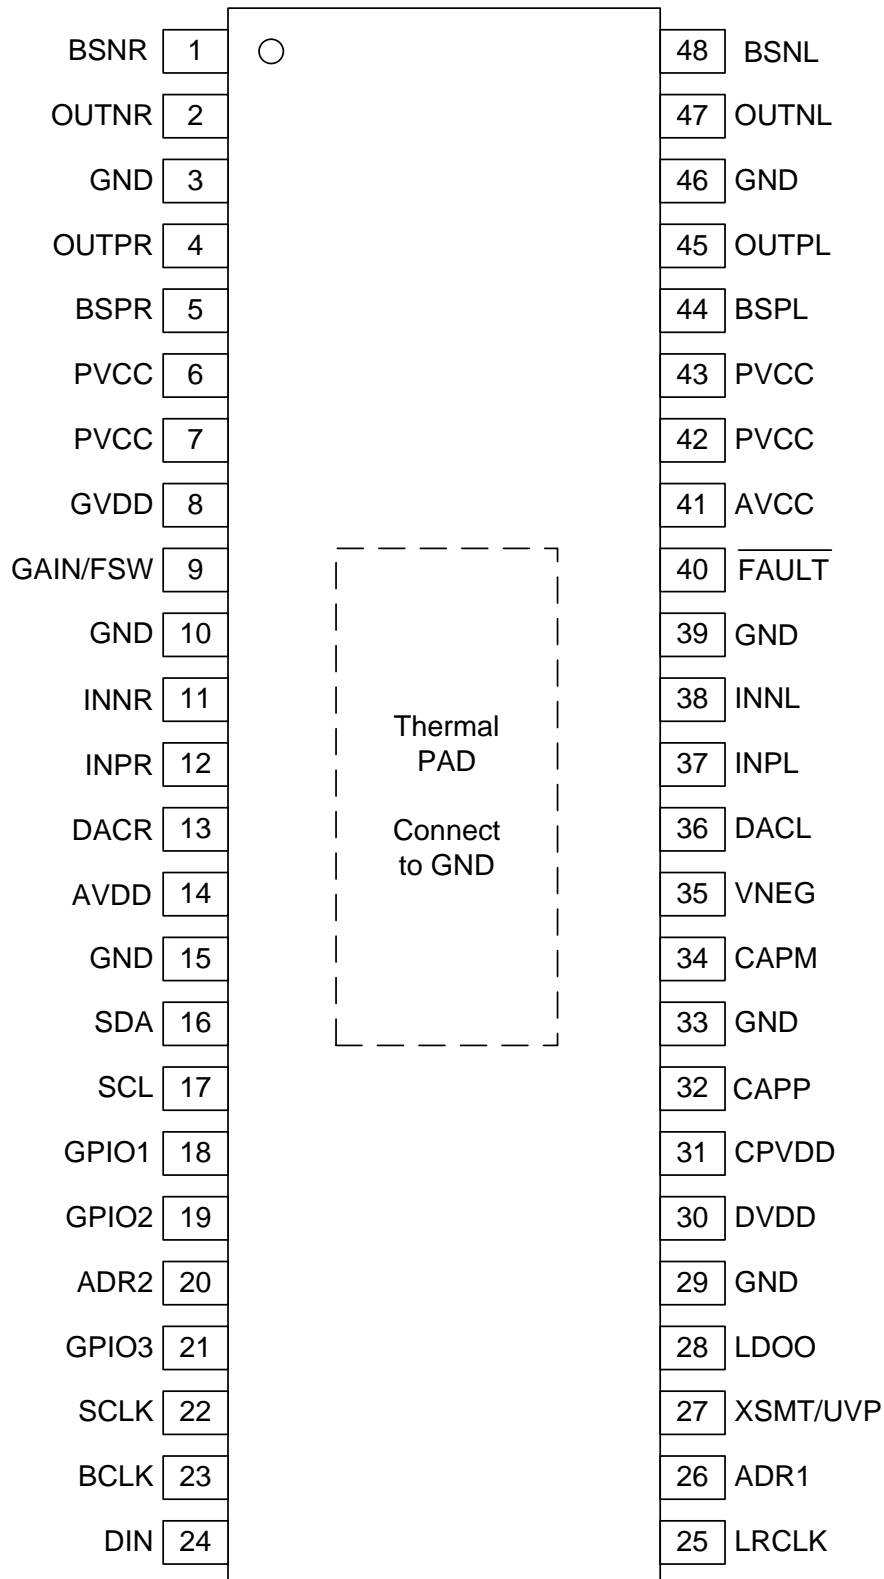 BSNR 1 48 BSNL
OUTNR 2 47 OUTNL
GND 3 46 GND
OUTPR 4 45 OUTPL
BSPR 5 44 BSPL
PVCC 6 43 PVCC
PVCC 7 42 PVCC
GVDD 8 41 AVCC
GAIN/FSW 9 40 FAULT
GND 10 39 GND
INNR 11 38 INNL
INPR 12 37 INPL
DACR 13 36 DACL
AVDD 14 35 VNEG
GND 15 34 CAPM
SDA 16 33 GND
SCL 17 32 CAPP
GPIO1 18 31 CPVDD
GPIO2 19 30 DVDD
ADR2 20 29 GND
GPIO3 21 28 LDOO
SCLK 22 27 XSMT/UVP
BCLK 23 26 ADR1
DIN 24 25 LRCLK
Thermal
PAD
Connect
to GND